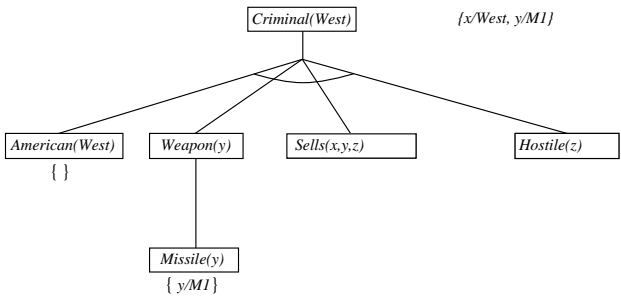 Criminal(West)
{x/West, y/M1}
American(West)
Weapon(y)
Sells(x,y,z)
Hostile(z)
{ }
Missile(y)
{ y/M1}